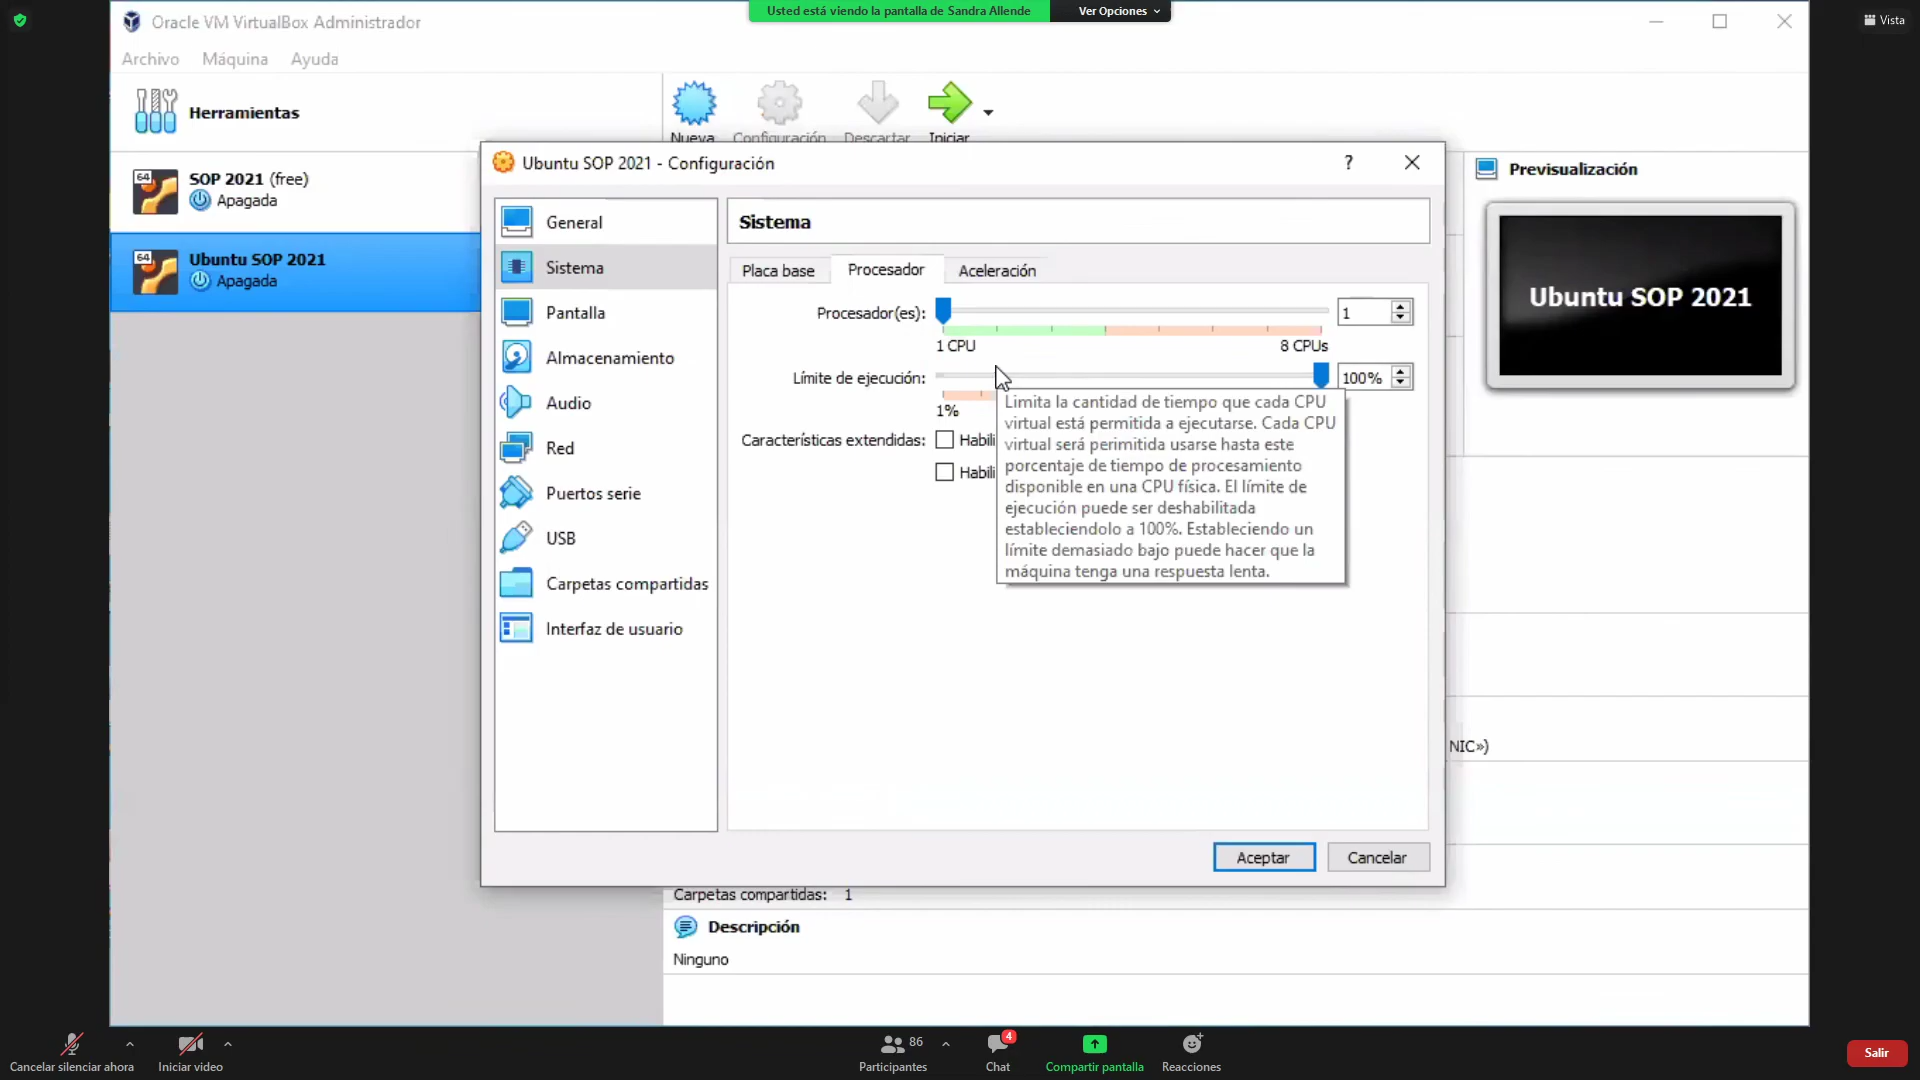 Usted está viendo la pantalla de Sandra Allende
Ver Opciones
Vista
Oracle VM VirtualBox Administrador
Archivo
Máquina
Ayuda
Herramientas
Nueva
Configuración
Descartar
Iniciar
SOP 2021 (free)
Apagada
Ubuntu SOP 2021
Apagada
64
64
Ubuntu SOP 2021 - Configuración
?
General
Sistema
Pantalla
Almacenamiento
Audio
Red
Puertos serie
USB
Carpetas compartidas
Interfaz de usuario
Sistema
Placa base
Procesador
Aceleración
Procesador(es):
1
1 CPU
8 CPUs
Límite de ejecución:
100%
1%
Características extendidas:
Habili
Habili
Limita la cantidad de tiempo que cada CPU
virtual está permitida a ejecutarse. Cada CPU
virtual será perimitida usarse hasta este
porcentaje de tiempo de procesamiento
disponible en una CPU física. El límite de
ejecución puede ser deshabilitada
estableciendolo a 100%. Estableciendo un
límite demasiado bajo puede hacer que la
máquina tenga una respuesta lenta.
Aceptar
Cancelar
Previsualización
Ubuntu SOP 2021
NIC»)
Carpetas compartidas: 1
Descripción
Ninguno
Cancelar silenciar ahora
Iniciar video
86
Participantes
4
Chat
Compartir pantalla
Reacciones
Salir